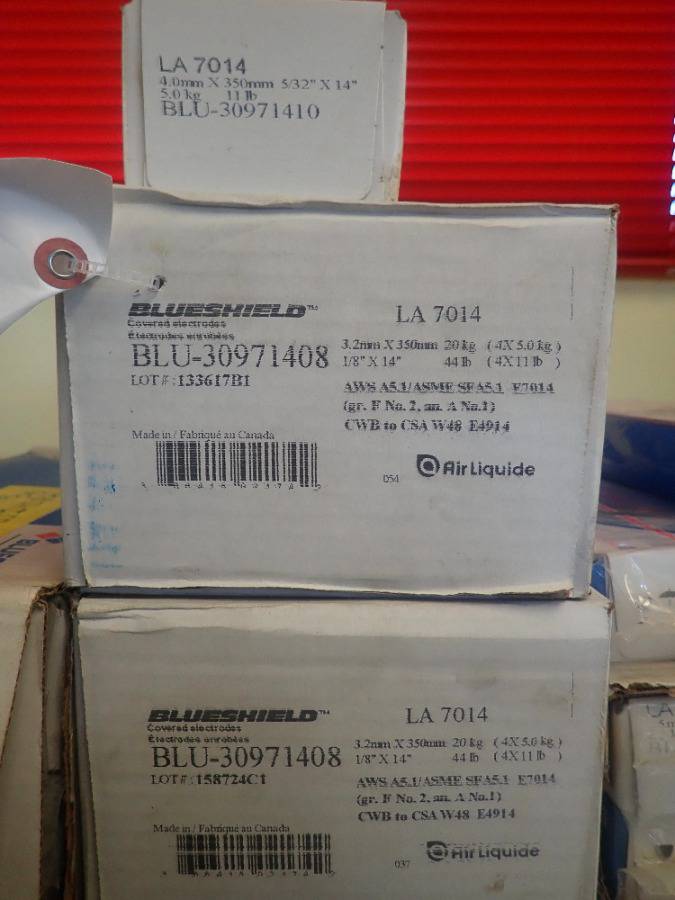 LA 7014
4.0mm X 350mm 5/32" X 14"
5.0 kg 11 lb
BLU-30971410
BLUESHIELD™
Covered electrodes
Électrodes enrobées
BLU-30971408
LOT#:133617B1
LA 7014
3.2mm X 350mm 20 kg ( 4X 5.0 kg )
1/8" X 14" 44 lb ( 4X 11 lb )
AWS A5.1/ASME SFA5.1 E7014
(gr. F No. 2, an. A No.1)
CWB to CSA W48 E4914
Made in / Fabriqué au Canada
054
Air Liquide
BLUESHIELD™
Covered electrodes
Électrodes enrobées
BLU-30971408
LOT#:158724C1
LA 7014
3.2mm X 350mm 20 kg ( 4X 5.0 kg )
1/8" X 14" 44 lb ( 4X 11 lb )
AWS A5.1/ASME SFA5.1 E7014
(gr. F No. 2, an. A No.1)
CWB to CSA W48 E4914
Made in / Fabriqué au Canada
037
Air Liquide
LA